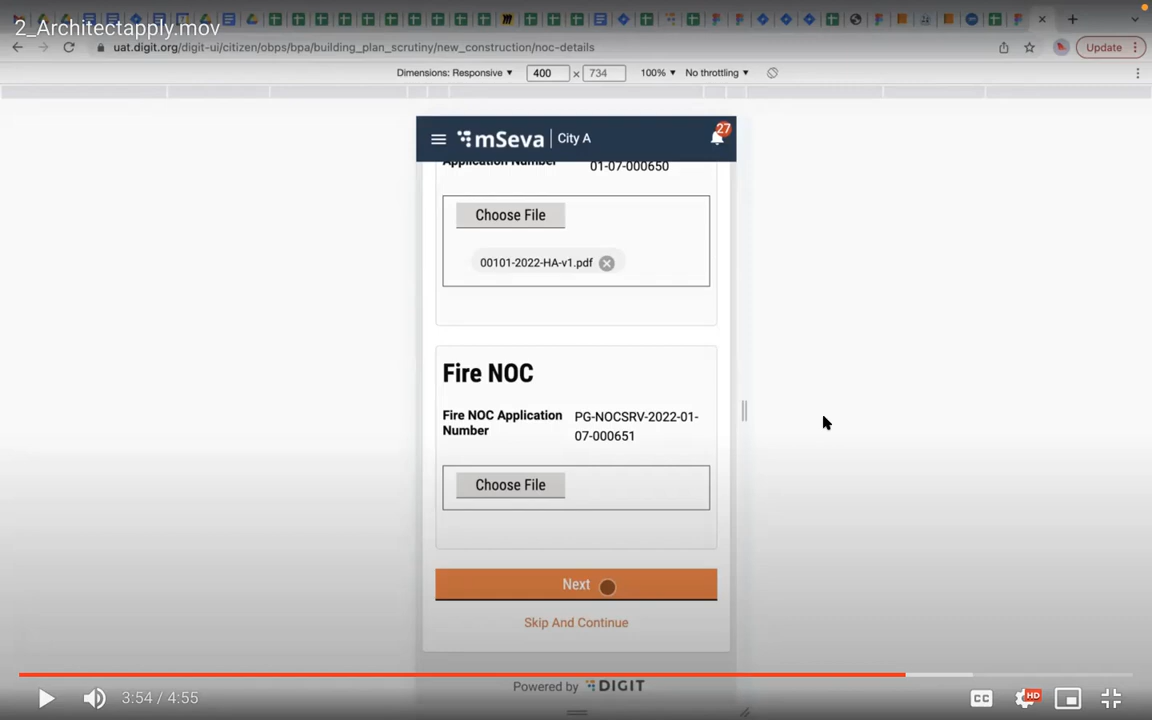 2_Architectapply.mov
uat.digit.org/digit-ui/citizen/obps/bpa/building_plan_scrutiny/new_construction/noc-details
Update
Dimensions: Responsive 400 × 734 100% No throttling
mSeva City A 27
Application Number 01-07-000650
Choose File
00101-2022-HA-v1.pdf
Fire NOC
Fire NOC Application PG-NOCSRV-2022-01-
Number 07-000651
Choose File
Next
Skip And Continue
Powered by DIGIT
3:54 / 4:55
CC HD